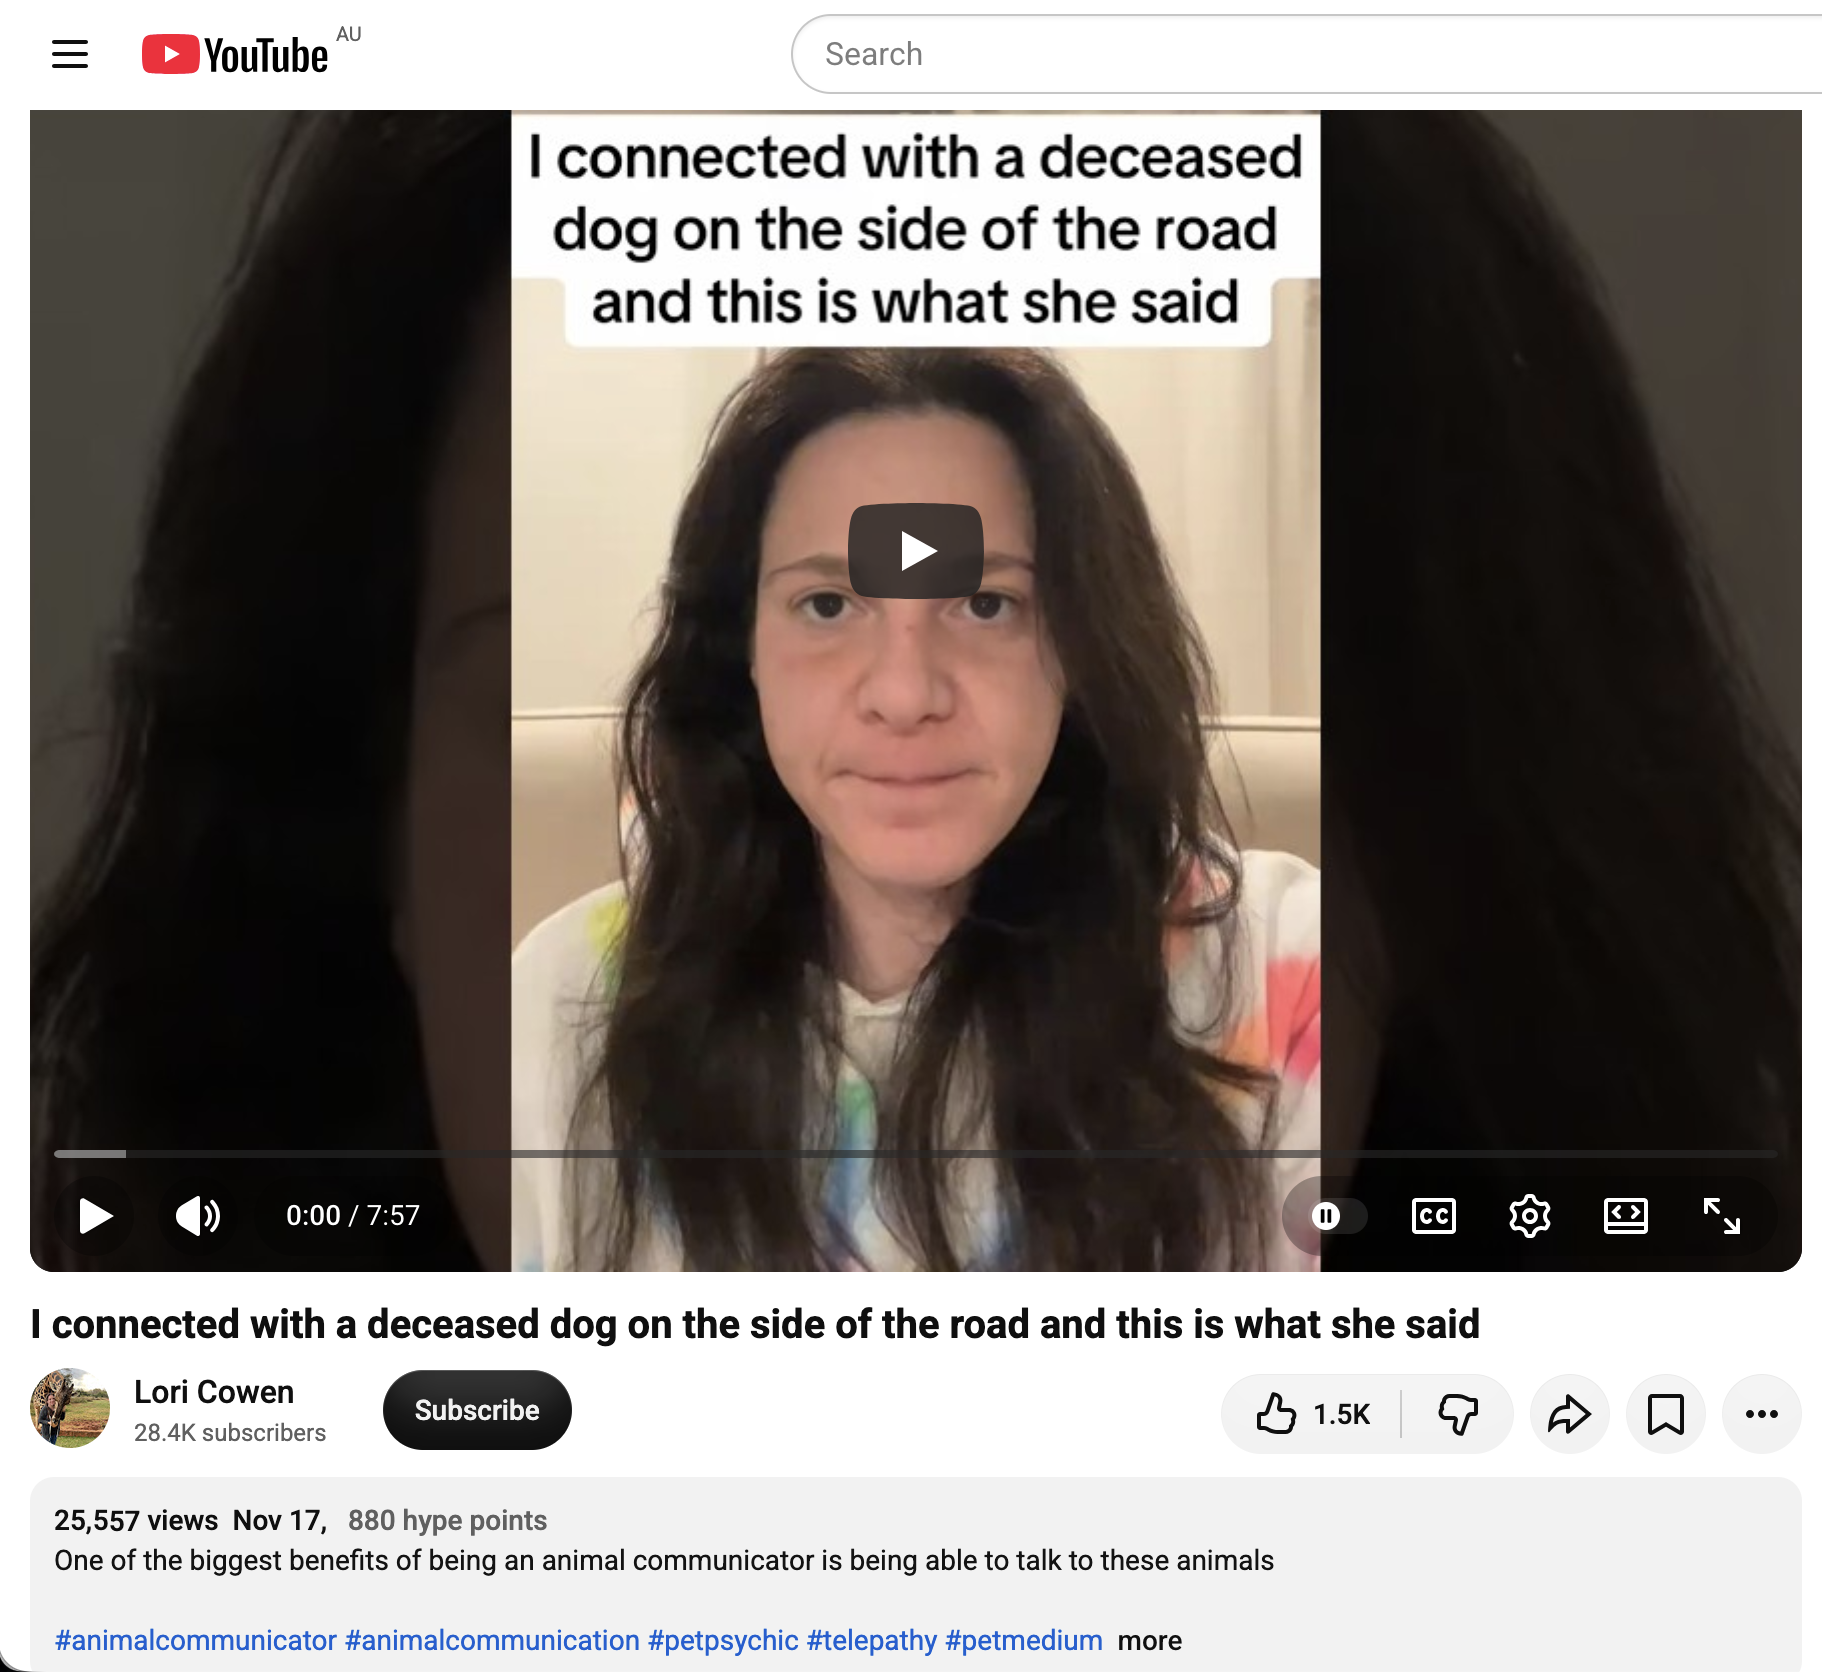 YouTube AU
Search
I connected with a deceased
dog on the side of the road
and this is what she said
0:00 / 7:57
CC
I connected with a deceased dog on the side of the road and this is what she said
Lori Cowen
28.4K subscribers
Subscribe
1.5K
25,557 views Nov 17, 880 hype points
One of the biggest benefits of being an animal communicator is being able to talk to these animals
#animalcommunicator #animalcommunication #petpsychic #telepathy #petmedium more